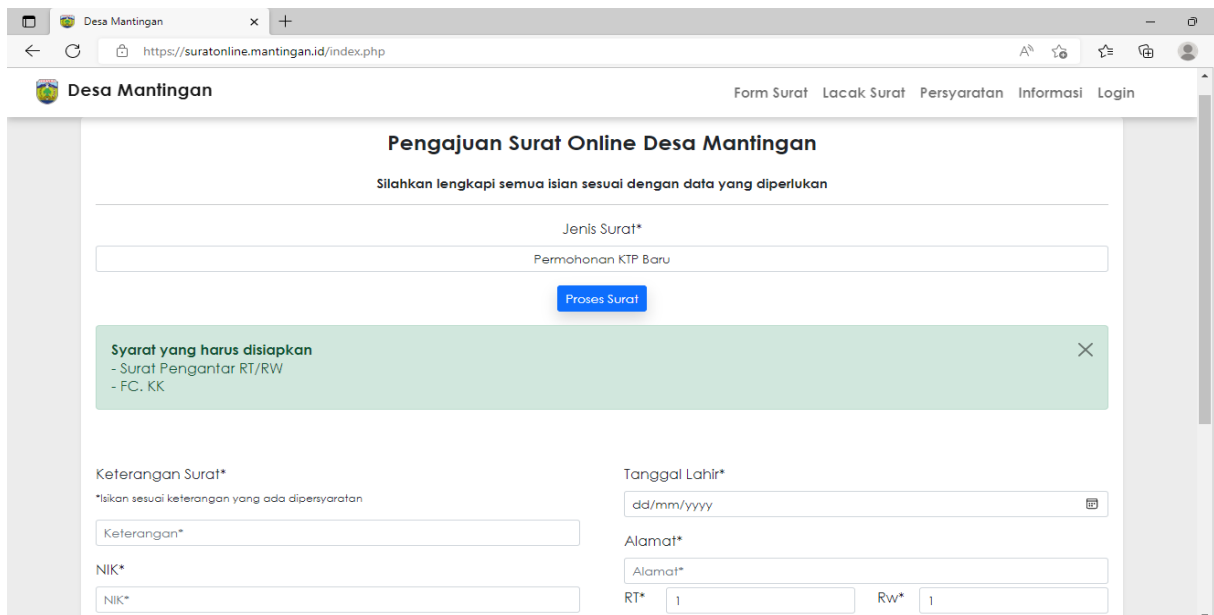 Desa Mantingan
https://suratonline.mantingan.id/index.php
Desa Mantingan
Form Surat Lacak Surat Persyaratan Informasi Login
Pengajuan Surat Online Desa Mantingan
Silahkan lengkapi semua isian sesuai dengan data yang diperlukan
Jenis Surat*
Permohonan KTP Baru
Proses Surat
Syarat yang harus disiapkan
- Surat Pengantar RT/RW
- FC. KK
Keterangan Surat*
*Isikan sesuai keterangan yang ada dipersyaratan
Keterangan*
NIK*
NIK*
Tanggal Lahir*
dd/mm/yyyy
Alamat*
Alamat*
RT* 1 Rw* 1